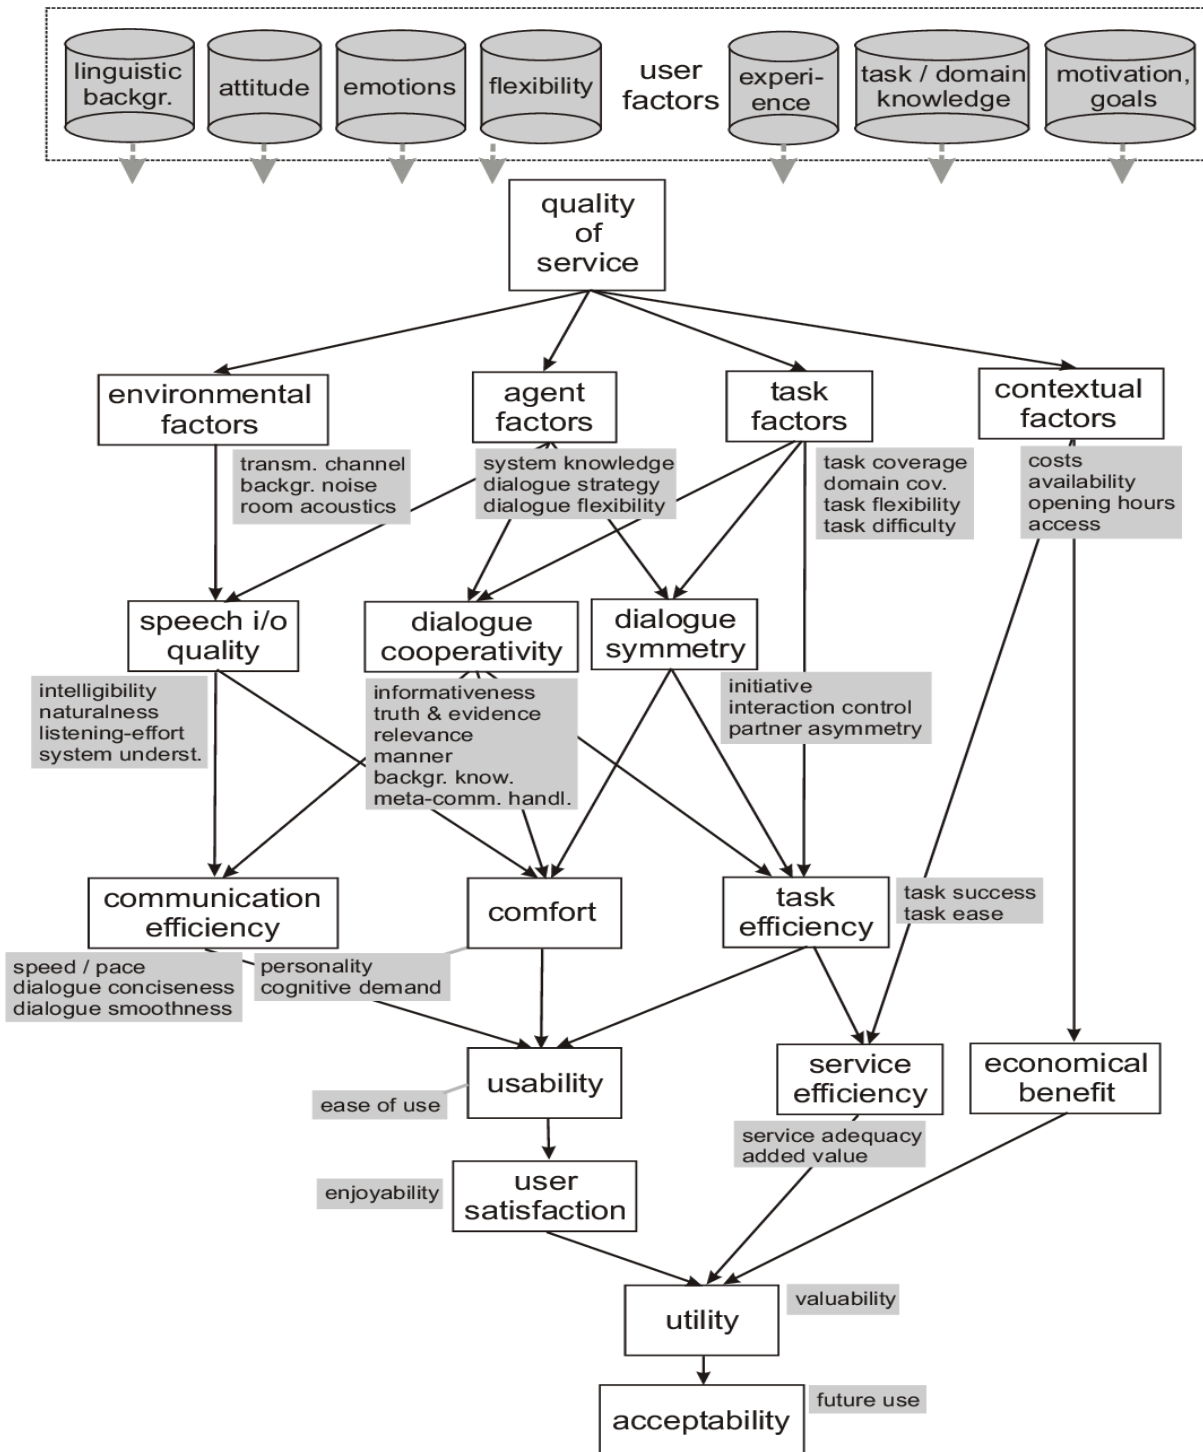 linguistic
backgr.
attitude
emotions
flexibility
user
factors
experi-
ence
task / domain
knowledge
motivation,
goals
quality
of
service
environmental
factors
agent
factors
task
factors
contextual
factors
transm. channel
backgr. noise
room acoustics
system knowledge
dialogue strategy
dialogue flexibility
task coverage
domain cov.
task flexibility
task difficulty
costs
availability
opening hours
access
speech i/o
quality
dialogue
cooperativity
dialogue
symmetry
intelligibility
naturalness
listening-effort
system underst.
informativeness
truth & evidence
relevance
manner
backgr. know.
meta-comm. handl.
initiative
interaction control
partner asymmetry
communication
efficiency
comfort
task
efficiency
task success
task ease
speed / pace
dialogue conciseness
dialogue smoothness
personality
cognitive demand
usability
service
efficiency
economical
benefit
ease of use
service adequacy
added value
enjoyability
user
satisfaction
utility
valuability
acceptability
future use